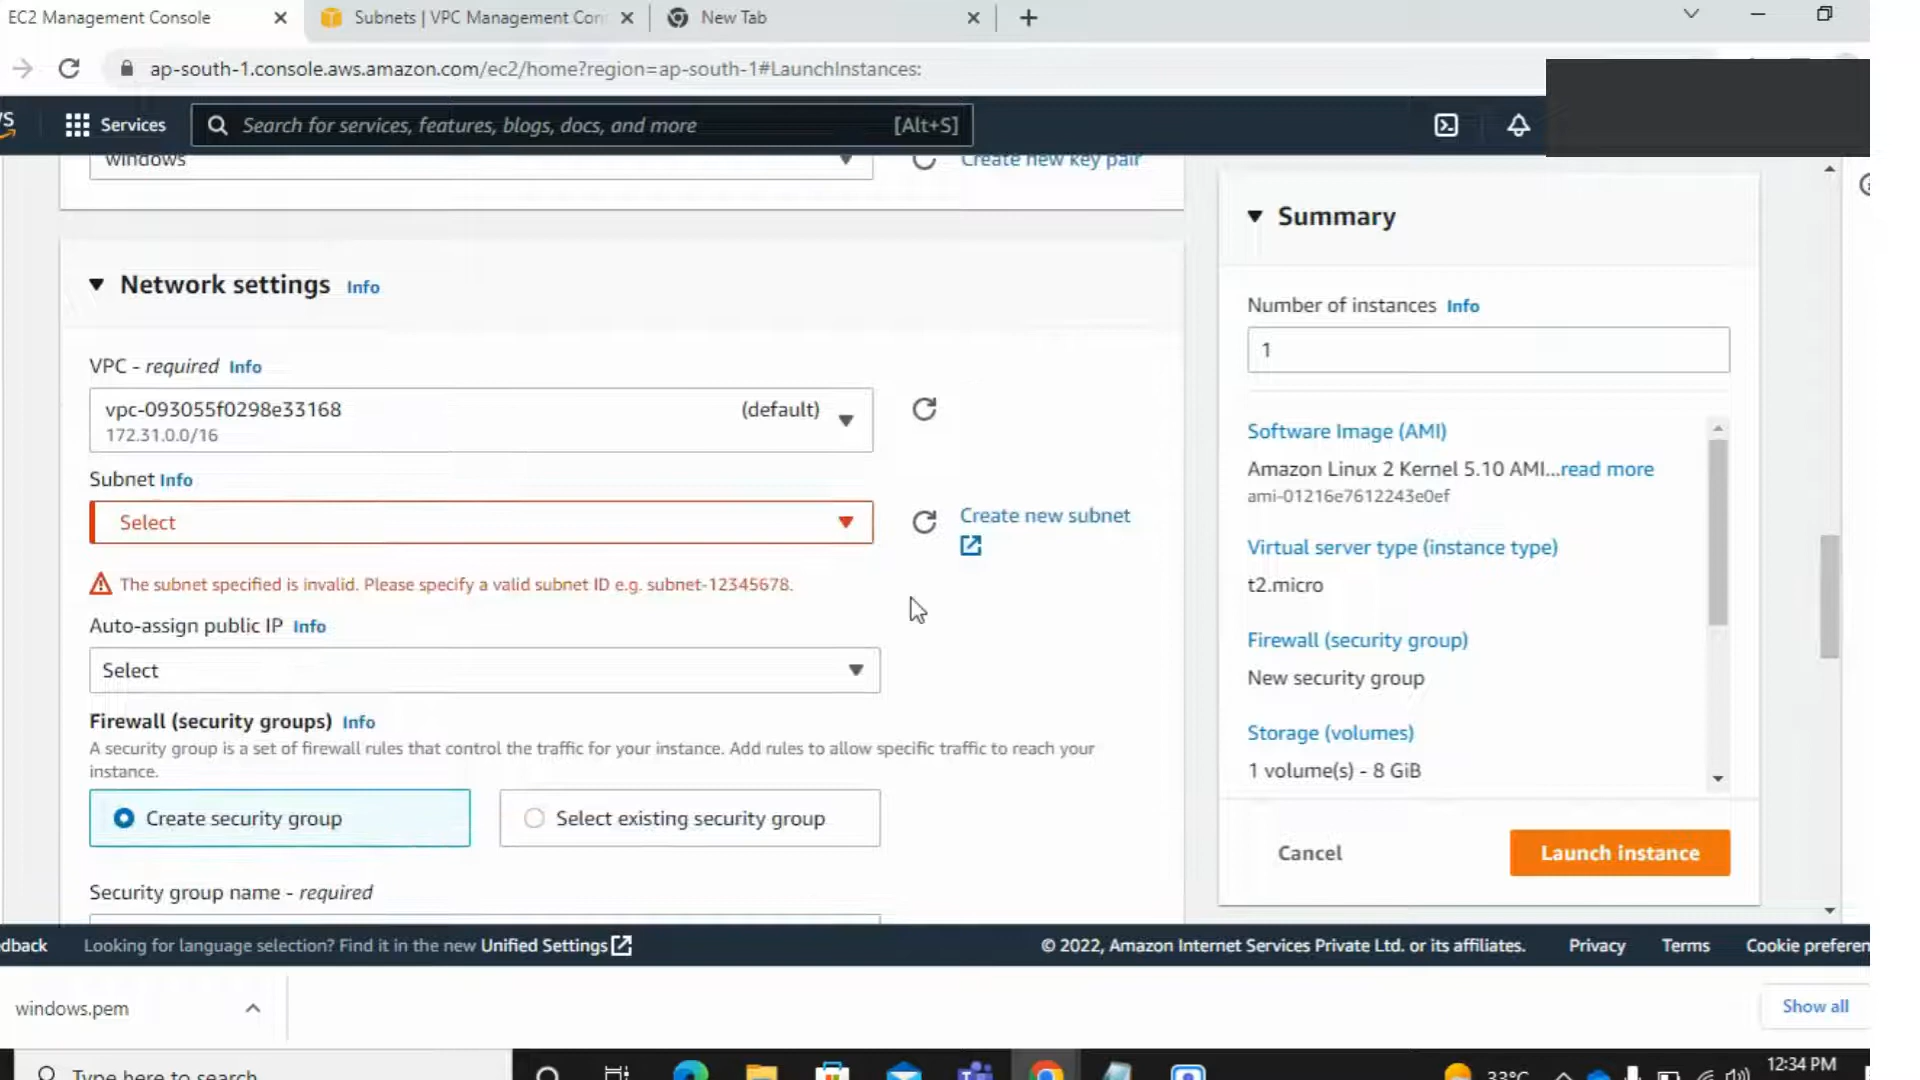 EC2 Management Console
Subnets | VPC Management Con
New Tab
ap-south-1.console.aws.amazon.com/ec2/home?region=ap-south-1#LaunchInstances:
Services
Search for services, features, blogs, docs, and more
[Alt+S]
windows
Create new key pair
Network settings Info
VPC - required Info
vpc-093055f0298e33168
(default)
172.31.0.0/16
Subnet Info
Select
Create new subnet
The subnet specified is invalid. Please specify a valid subnet ID e.g. subnet-12345678.
Auto-assign public IP Info
Select
Firewall (security groups) Info
A security group is a set of firewall rules that control the traffic for your instance. Add rules to allow specific traffic to reach your
instance.
Create security group
Select existing security group
Security group name - required
Summary
Number of instances Info
1
Software Image (AMI)
Amazon Linux 2 Kernel 5.10 AMI...read more
ami-01216e7612243e0ef
Virtual server type (instance type)
t2.micro
Firewall (security group)
New security group
Storage (volumes)
1 volume(s) - 8 GiB
Cancel
Launch instance
dback
Looking for language selection? Find it in the new Unified Settings
© 2022, Amazon Internet Services Private Ltd. or its affiliates.
Privacy
Terms
Cookie preferen
windows.pem
Show all
Type here to search
33°C
12:34 PM